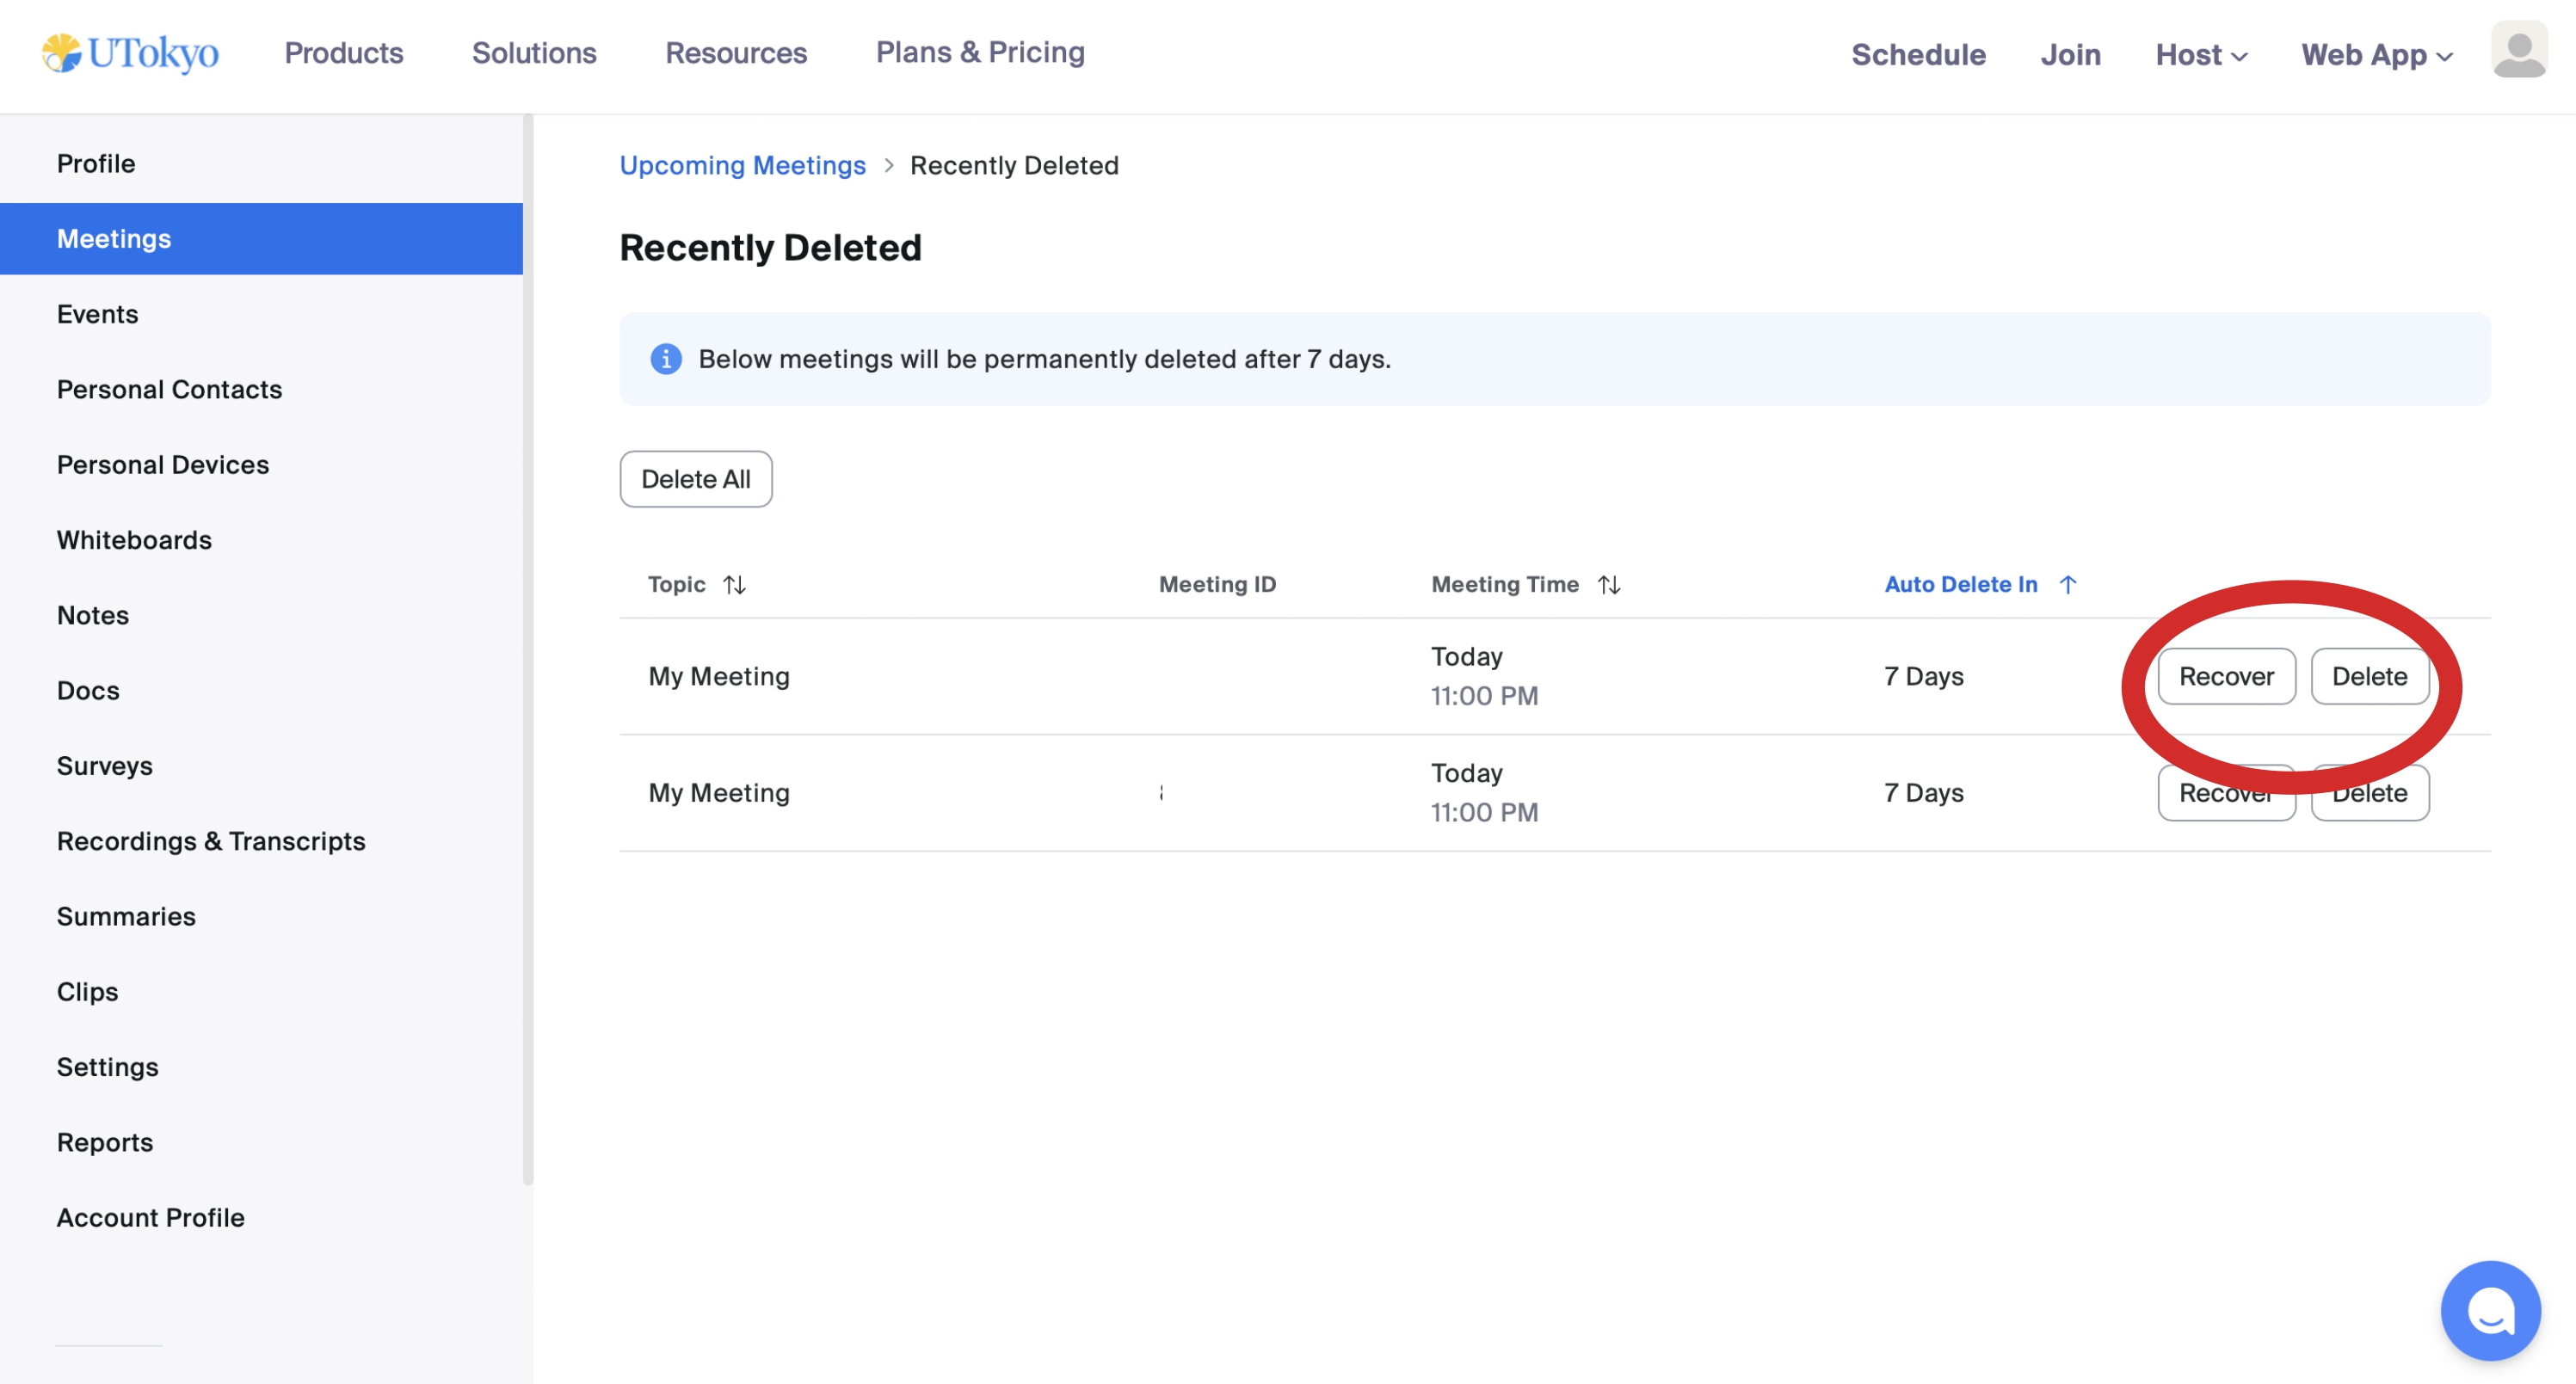 UTokyo Products Solutions Resources Plans & Pricing Schedule Join Host Web App
Profile
Meetings
Events
Personal Contacts
Personal Devices
Whiteboards
Notes
Docs
Surveys
Recordings & Transcripts
Summaries
Clips
Settings
Reports
Account Profile
Upcoming Meetings > Recently Deleted
Recently Deleted
Below meetings will be permanently deleted after 7 days.
Delete All
Topic Meeting ID Meeting Time Auto Delete In
My Meeting Today 11:00 PM 7 Days Recover Delete
My Meeting Today 11:00 PM 7 Days Recover Delete